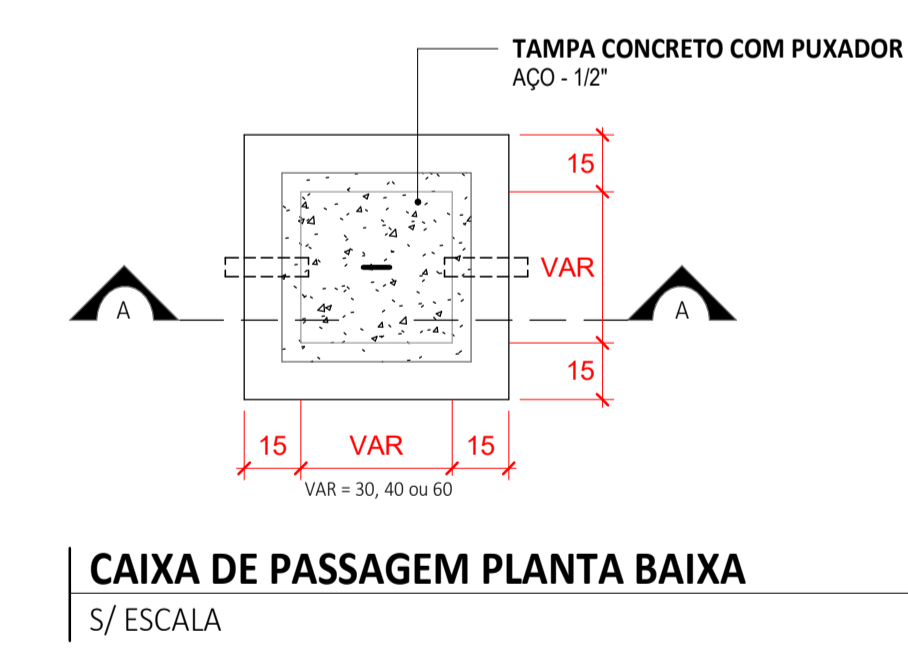 TAMPA CONCRETO COM PUXADOR
AÇO - 1/2"
15
VAR
15
A
A
15
VAR
15
VAR = 30, 40 ou 60
CAIXA DE PASSAGEM PLANTA BAIXA
S/ ESCALA